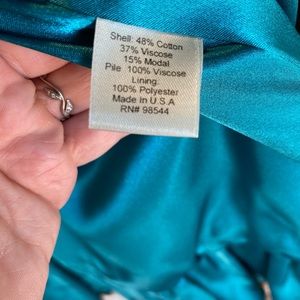 Shell: 48% Cotton
37% Viscose
15% Modal
Pile: 100% Viscose
Lining:
100% Polyester
Made In U.S.A
RN# 98544